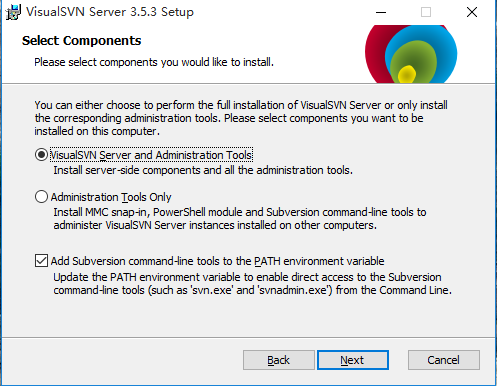 VisualSVN Server 3.5.3 Setup
Select Components
Please select components you would like to install.
You can either choose to perform the full installation of VisualSVN Server or only install
the corresponding administration tools. Please select components you want to be
installed on this computer.
VisualSVN Server and Administration Tools
Install server-side components and all the administration tools.
Administration Tools Only
Install MMC snap-in, PowerShell module and Subversion command-line tools to
administer VisualSVN Server instances installed on other computers.
Add Subversion command-line tools to the PATH environment variable
Update the PATH environment variable to enable direct access to the Subversion
command-line tools (such as 'svn.exe' and 'svnadmin.exe') from the Command Line.
Back Next Cancel